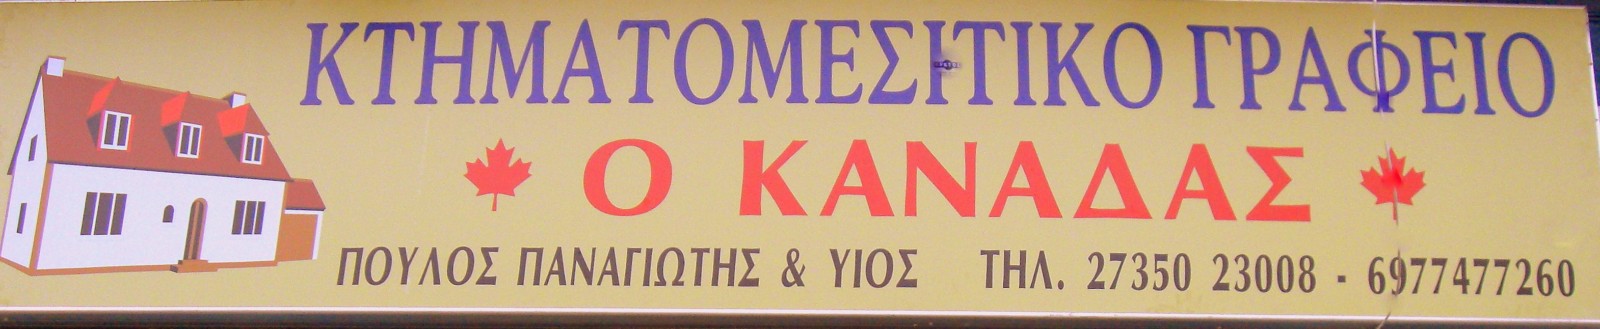 ΚΤΗΜΑΤΟΜΕΣΙΤΙΚΟ ΓΡΑΦΕΙΟ
Ο ΚΑΝΑΔΑΣ
ΠΟΥΛΟΣ ΠΑΝΑΓΙΩΤΗΣ & ΥΙΟΣ ΤΗΛ. 27350 23008 - 6977477260